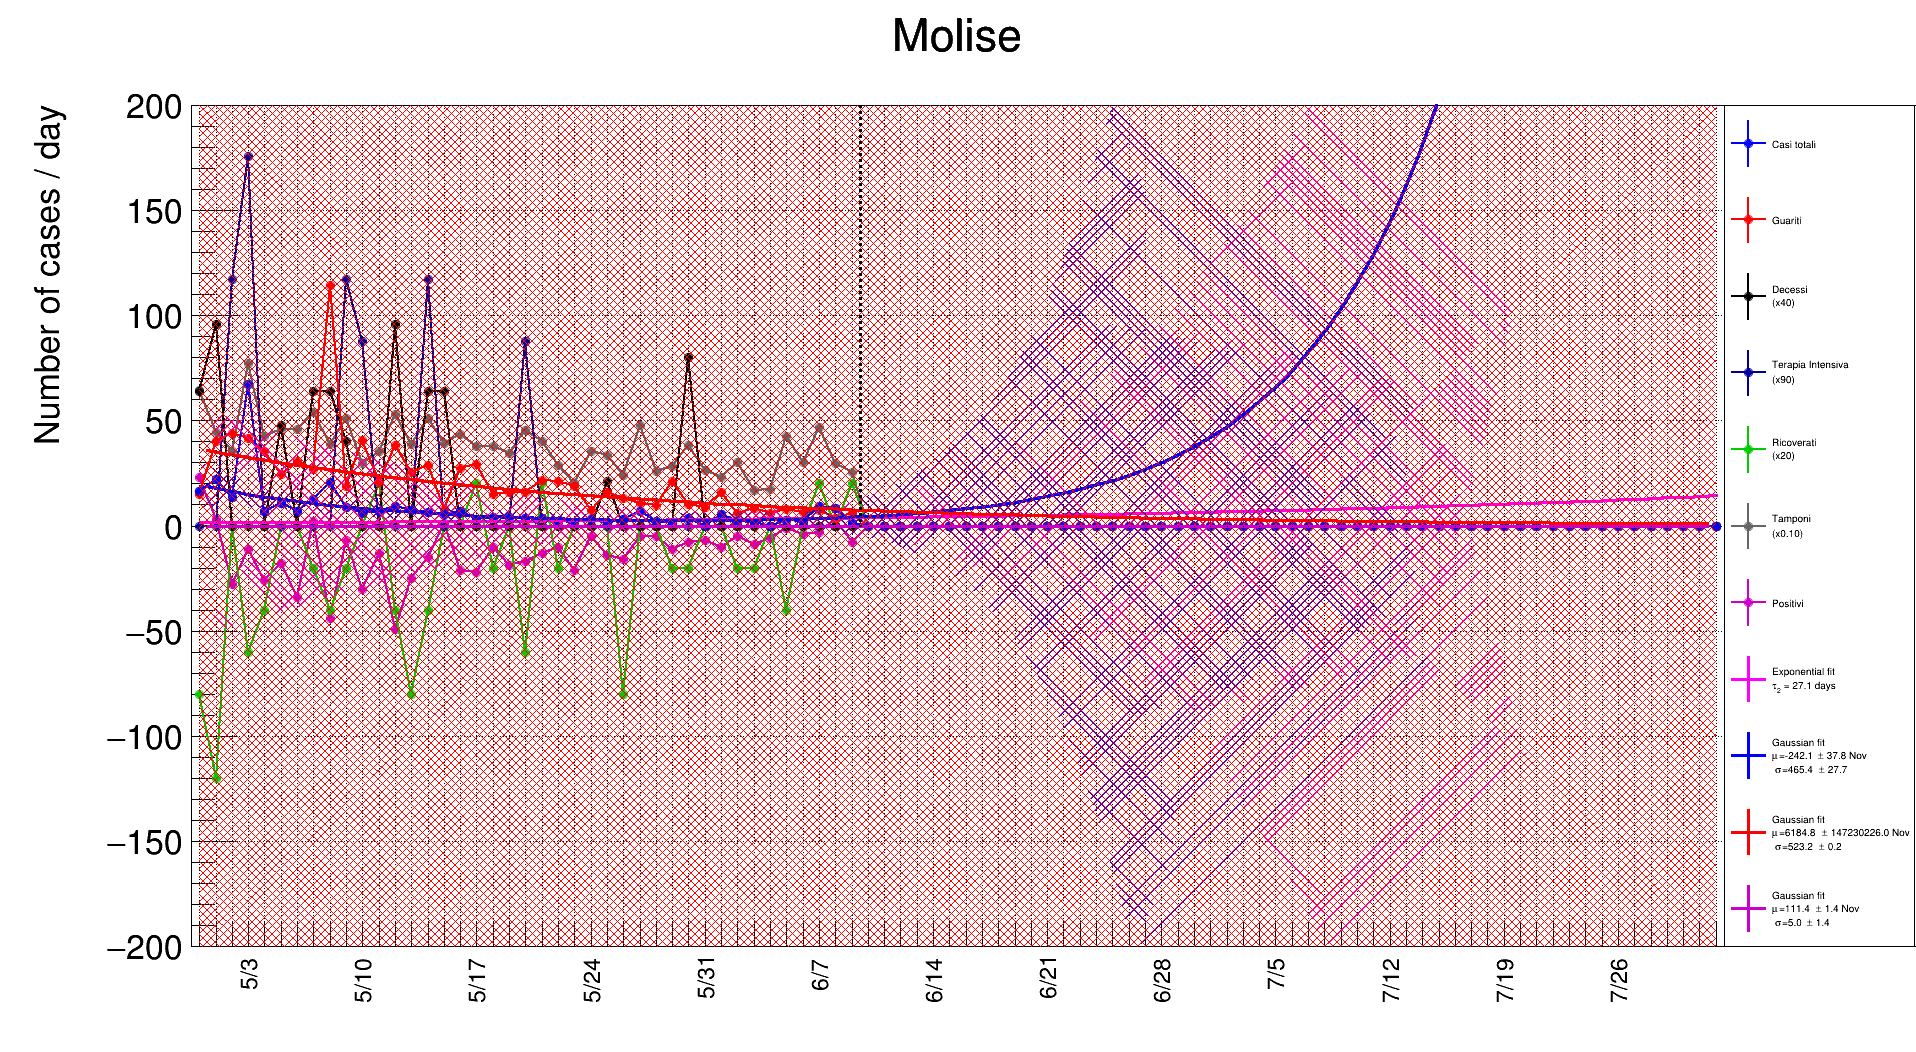 Molise
Number of cases / day
200
150
100
50
0
−50
−100
−150
−200
5/3
5/10
5/17
5/24
5/31
6/7
6/14
6/21
6/28
7/5
7/12
7/19
7/26
Casi totali
Guariti
Decessi
(x40)
Terapia Intensiva
(x90)
Ricoverati
(x20)
Tamponi
(x0.10)
Positivi
Exponential fit
τ2 = 27.1 days
Gaussian fit
μ=-242.1 ± 37.8 Nov
σ=465.4 ± 27.7
Gaussian fit
μ=6184.8 ± 147230226.0 Nov
σ=523.2 ± 0.2
Gaussian fit
μ=111.4 ± 1.4 Nov
σ=5.0 ± 1.4